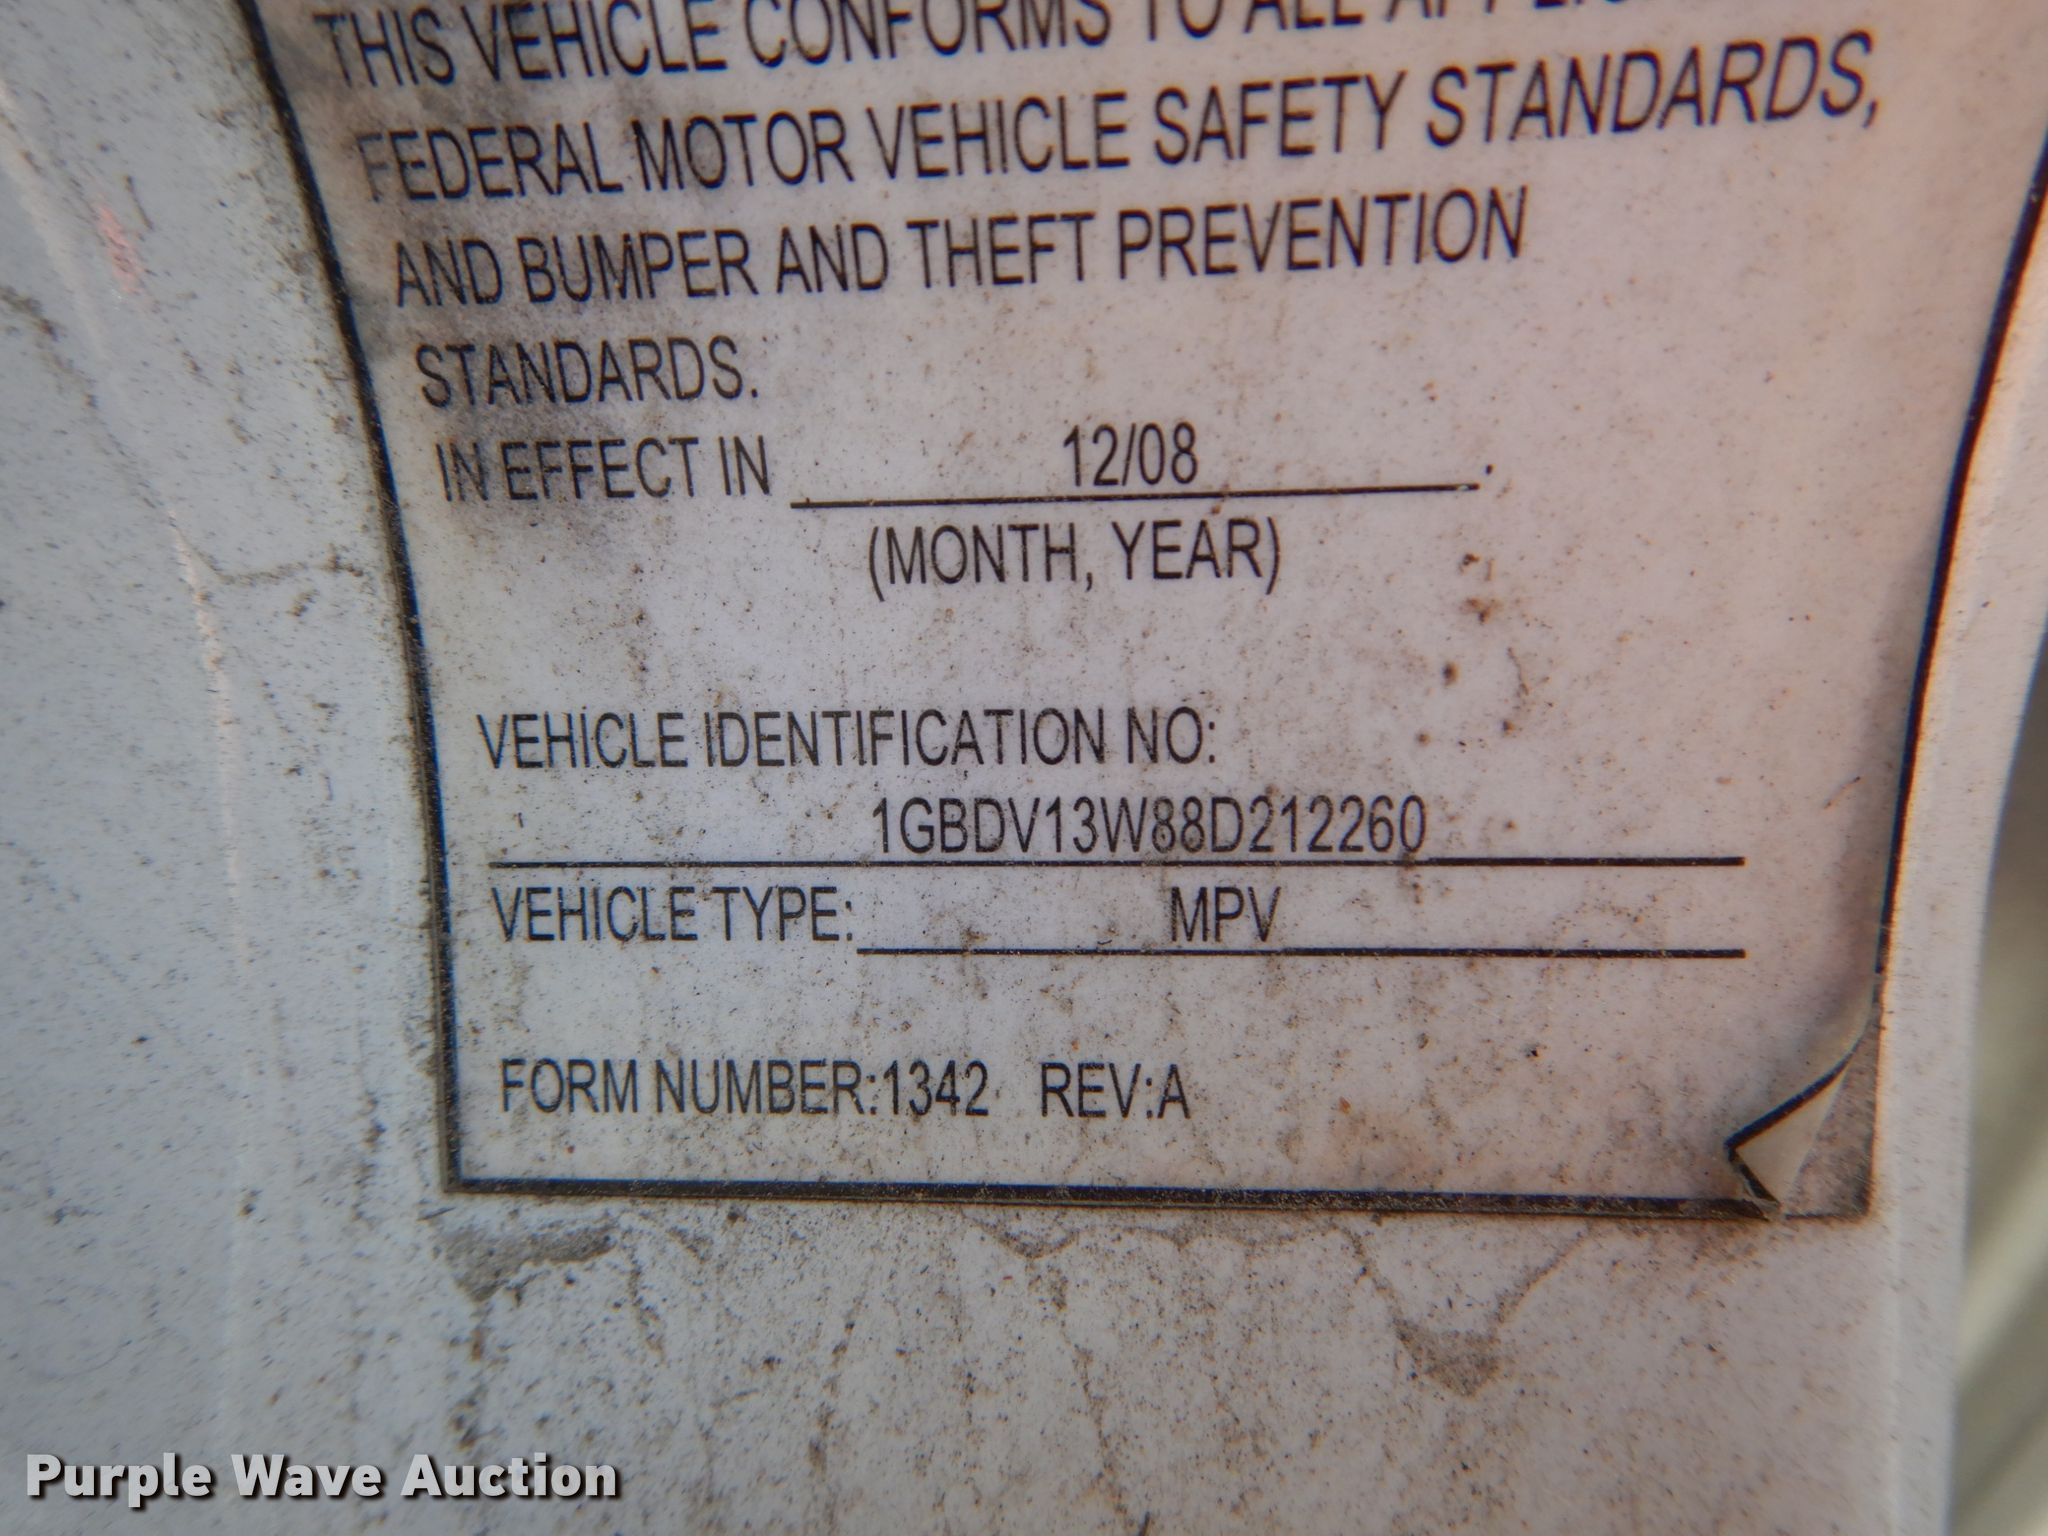 THIS VEHICLE CONFORMS TO ALL
FEDERAL MOTOR VEHICLE SAFETY STANDARDS,
AND BUMPER AND THEFT PREVENTION
STANDARDS.
IN EFFECT IN 12/08.
(MONTH, YEAR)
VEHICLE IDENTIFICATION NO:
1GBDV13W88D212260
VEHICLE TYPE: MPV
FORM NUMBER:1342 REV:A
Purple Wave Auction